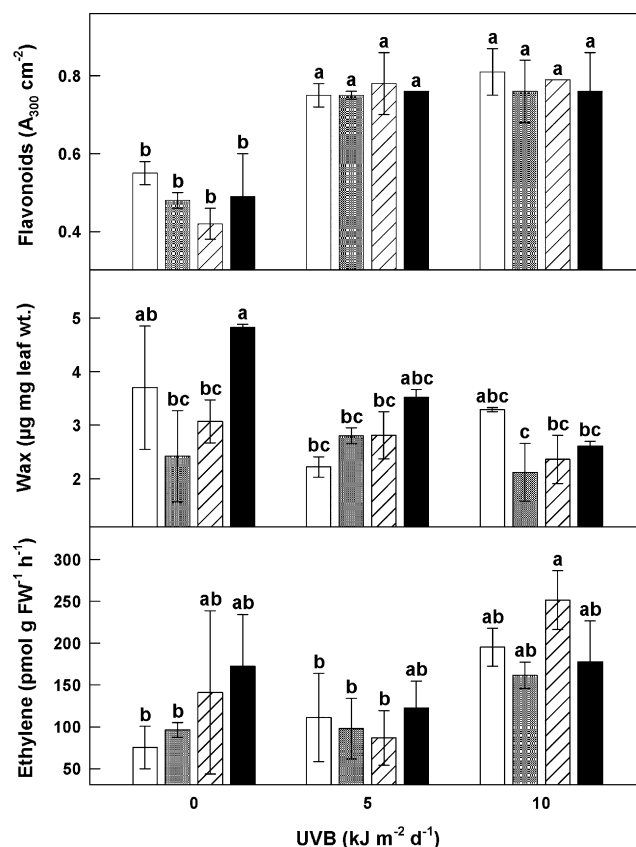 Flavonoids (A300 cm-2)
0.8
0.6
0.4
b b b b
a a a a
a a a a
Wax (µg mg leaf wt.)
5
4
3
2
ab bc bc a
bc bc bc abc
abc c bc bc
Ethylene (pmol g FW-1 h-1)
300
250
200
150
100
50
b b ab ab
b b b ab
ab ab a ab
0 5 10
UVB (kJ m-2 d-1)